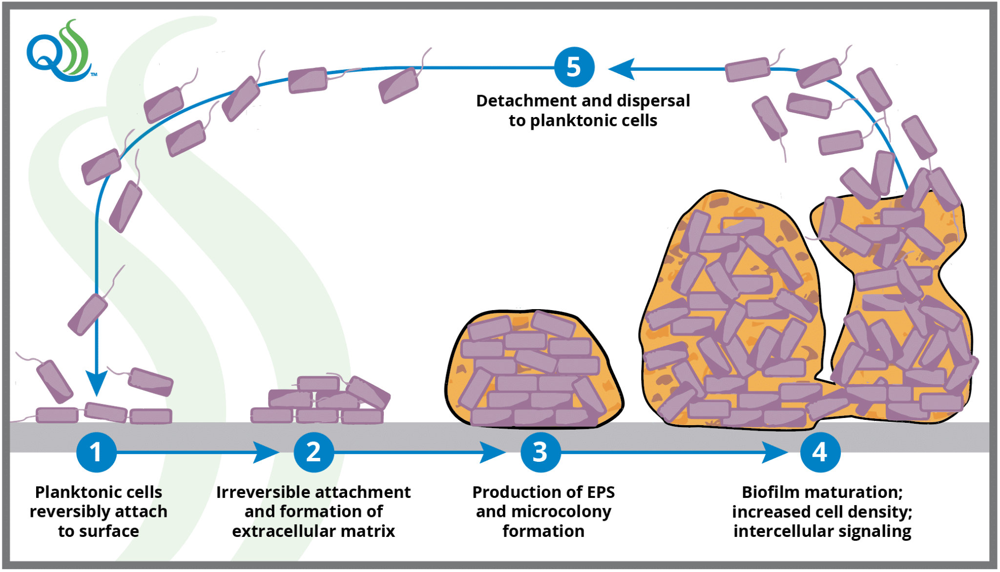 Q
TM
5
Detachment and dispersal
to planktonic cells
1
2
3
4
Planktonic cells
reversibly attach
to surface
Irreversible attachment
and formation of
extracellular matrix
Production of EPS
and microcolony
formation
Biofilm maturation;
increased cell density;
intercellular signaling